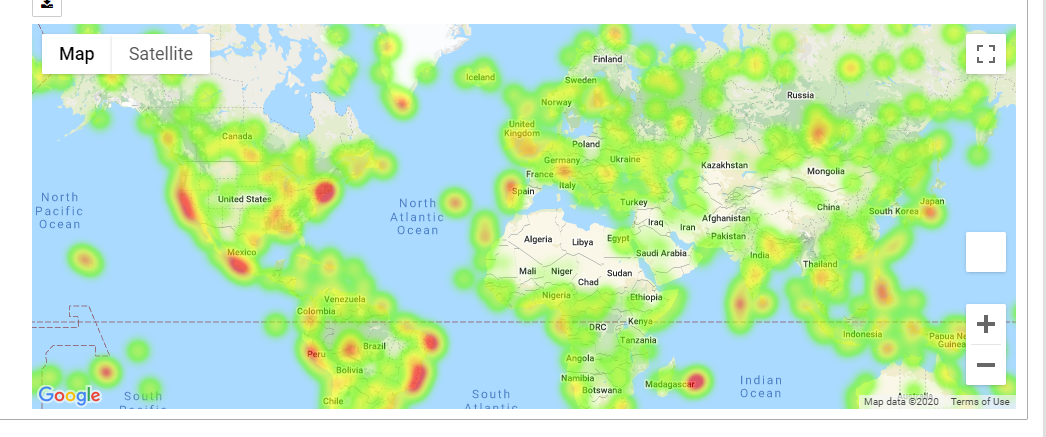 Map
Satellite
Finland
Iceland
Sweden
Russia
Norway
Canada
United
Kingdom
Poland
Germany
Ukraine
Kazakhstan
Mongolia
France
Italy
Spain
North
Pacific
Ocean
United States
North
Atlantic
Ocean
Turkey
China
South Korea
Japan
Iraq
Iran
Afghanistan
Pakistan
Algeria
Libya
Egypt
Saudi Arabia
India
Mexico
Mali
Niger
Chad
Sudan
Thailand
Nigeria
Ethiopia
Venezuela
Colombia
DRC
Kenya
Tanzania
Indonesia
Papua New
Guinea
Peru
Brazil
Bolivia
Angola
Namibia
Botswana
Madagascar
Indian
Ocean
Chile
South
Pacific
South
Atlantic
Google
Australia
Map data ©2020
Terms of Use